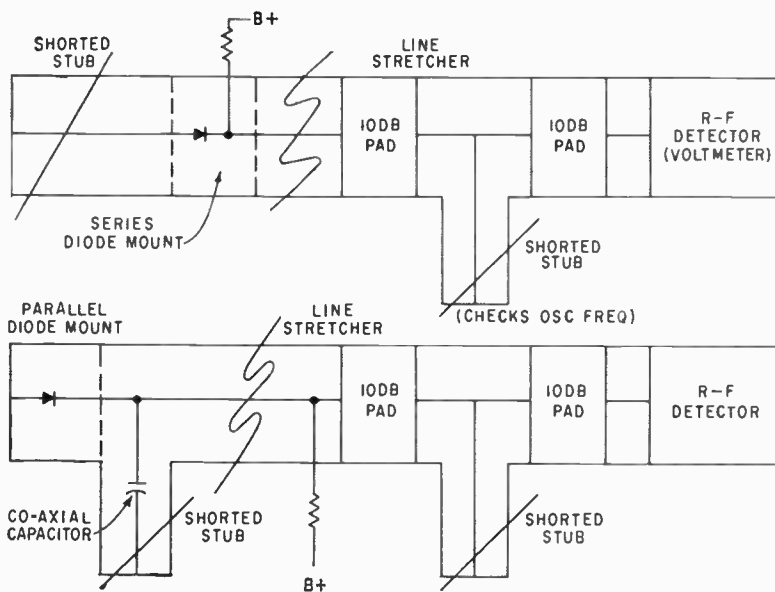 B+
SHORTED
STUB
LINE
STRETCHER
10DB
PAD
10DB
PAD
R-F
DETECTOR
(VOLTMETER)
SERIES
DIODE MOUNT
SHORTED
STUB
(CHECKS OSC FREQ)
PARALLEL
DIODE MOUNT
LINE
STRETCHER
10DB
PAD
10DB
PAD
R-F
DETECTOR
CO-AXIAL
CAPACITOR
SHORTED
STUB
B+
SHORTED
STUB